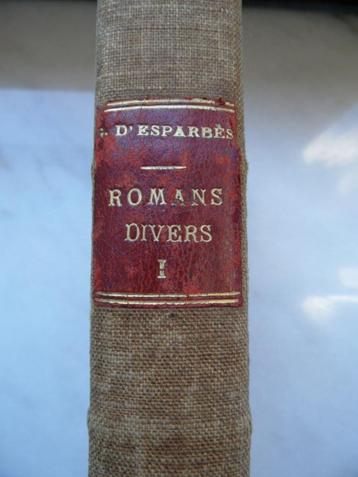 . D'ESPARBÈS
ROMANS
DIVERS
I